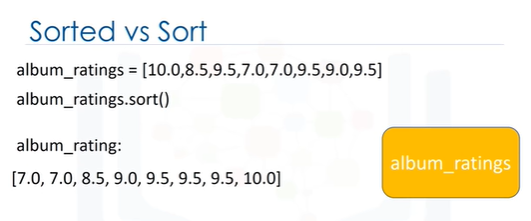 Sorted vs Sort
album_ratings = [10.0,8.5,9.5,7.0,7.0,9.5,9.0,9.5]
album_ratings.sort()
album_rating:
[7.0, 7.0, 8.5, 9.0, 9.5, 9.5, 9.5, 10.0]
album_ratings